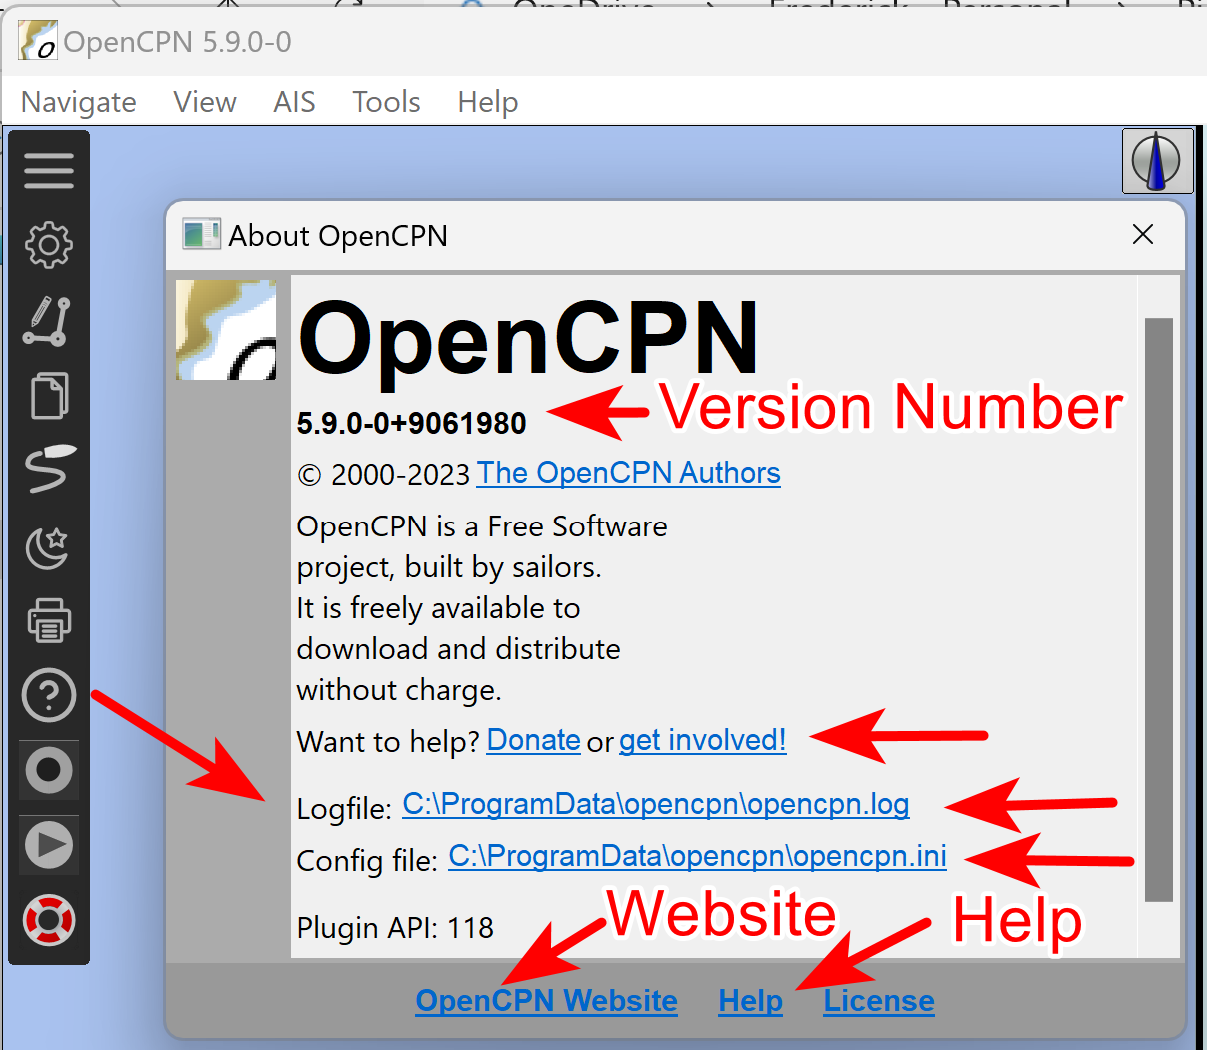 OneDrive > Frederick - Personal >
OpenCPN 5.9.0-0
Navigate View AIS Tools Help
About OpenCPN
OpenCPN
5.9.0-0+9061980
Version Number
© 2000-2023 The OpenCPN Authors
OpenCPN is a Free Software
project, built by sailors.
It is freely available to
download and distribute
without charge.
Want to help? Donate or get involved!
Logfile: C:\ProgramData\opencpn\opencpn.log
Config file: C:\ProgramData\opencpn\opencpn.ini
Website
Help
Plugin API: 118
OpenCPN Website Help License